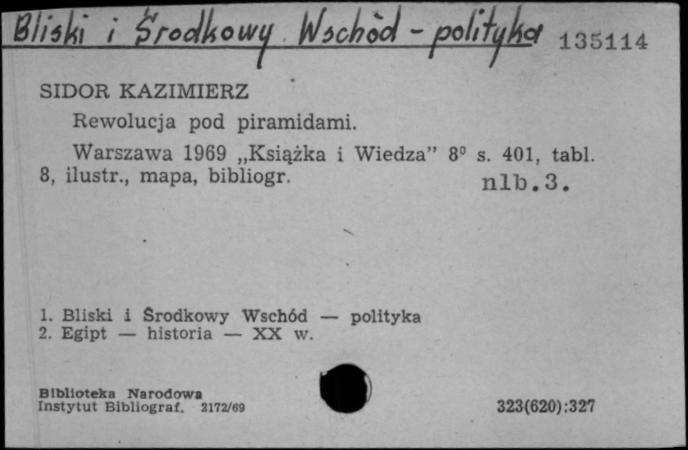 Bliski i Środkowy Wschód - polityka 135114
SIDOR KAZIMIERZ
Rewolucja pod piramidami.
Warszawa 1969 „Książka i Wiedza” 8⁰ s. 401, tabl.
8, ilustr., mapa, bibliogr. nlb.3.
1. Bliski i Środkowy Wschód — polityka
2. Egipt — historia — XX w.
Biblioteka Narodowa
Instytut Bibliograf. 2172/69 323(620):327